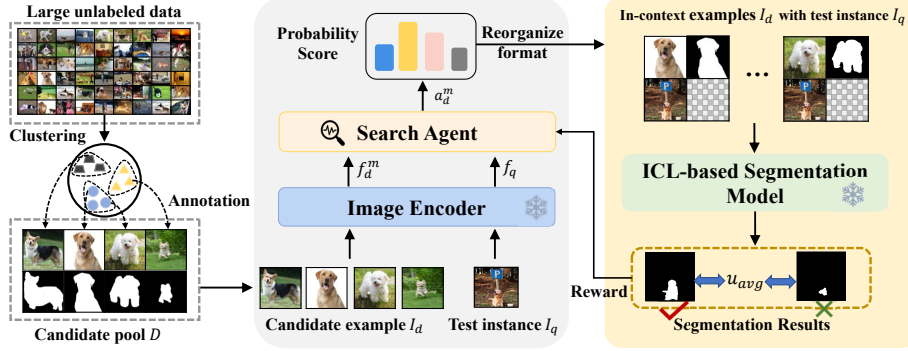 Large unlabeled data
Clustering
Annotation
Candidate pool D
Probability
Score
Reorganize
format
a_d^m
Search Agent
f_d^m
f_q
Image Encoder
Candidate example I_d
Test instance I_q
In-context examples I_d with test instance I_q
P
...
P
ICL-based Segmentation
Model
Reward
u_avg
Segmentation Results